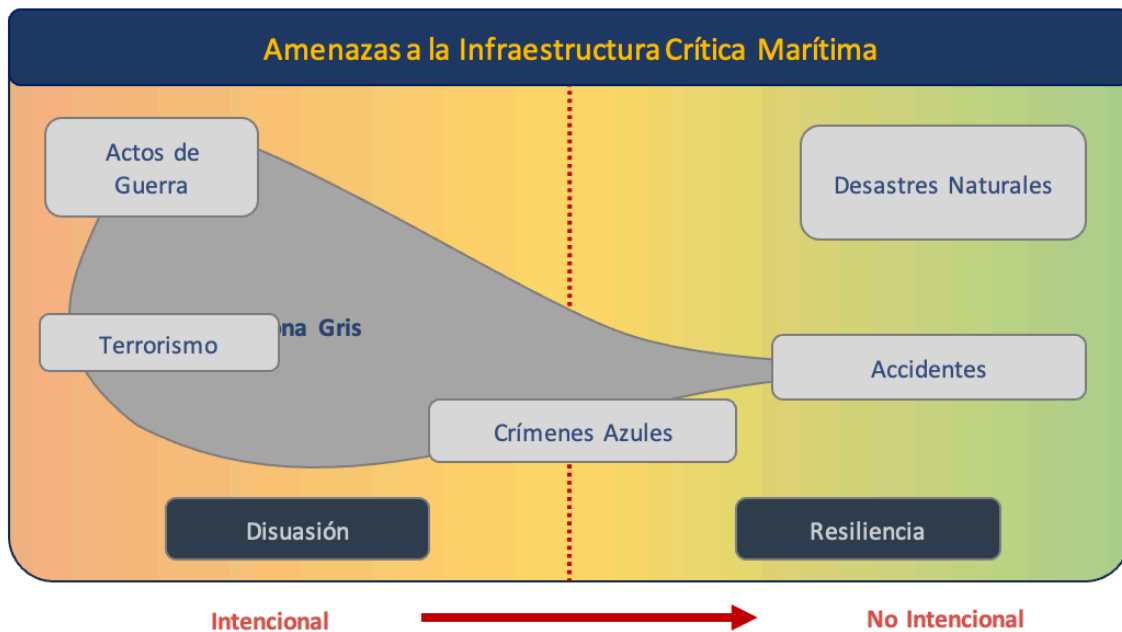 Amenazas a la Infraestructura Crítica Marítima
Actos de
Guerra
Desastres Naturales
ona Gris
Terrorismo
Accidentes
Crímenes Azules
Disuasión
Resiliencia
Intencional
No Intencional